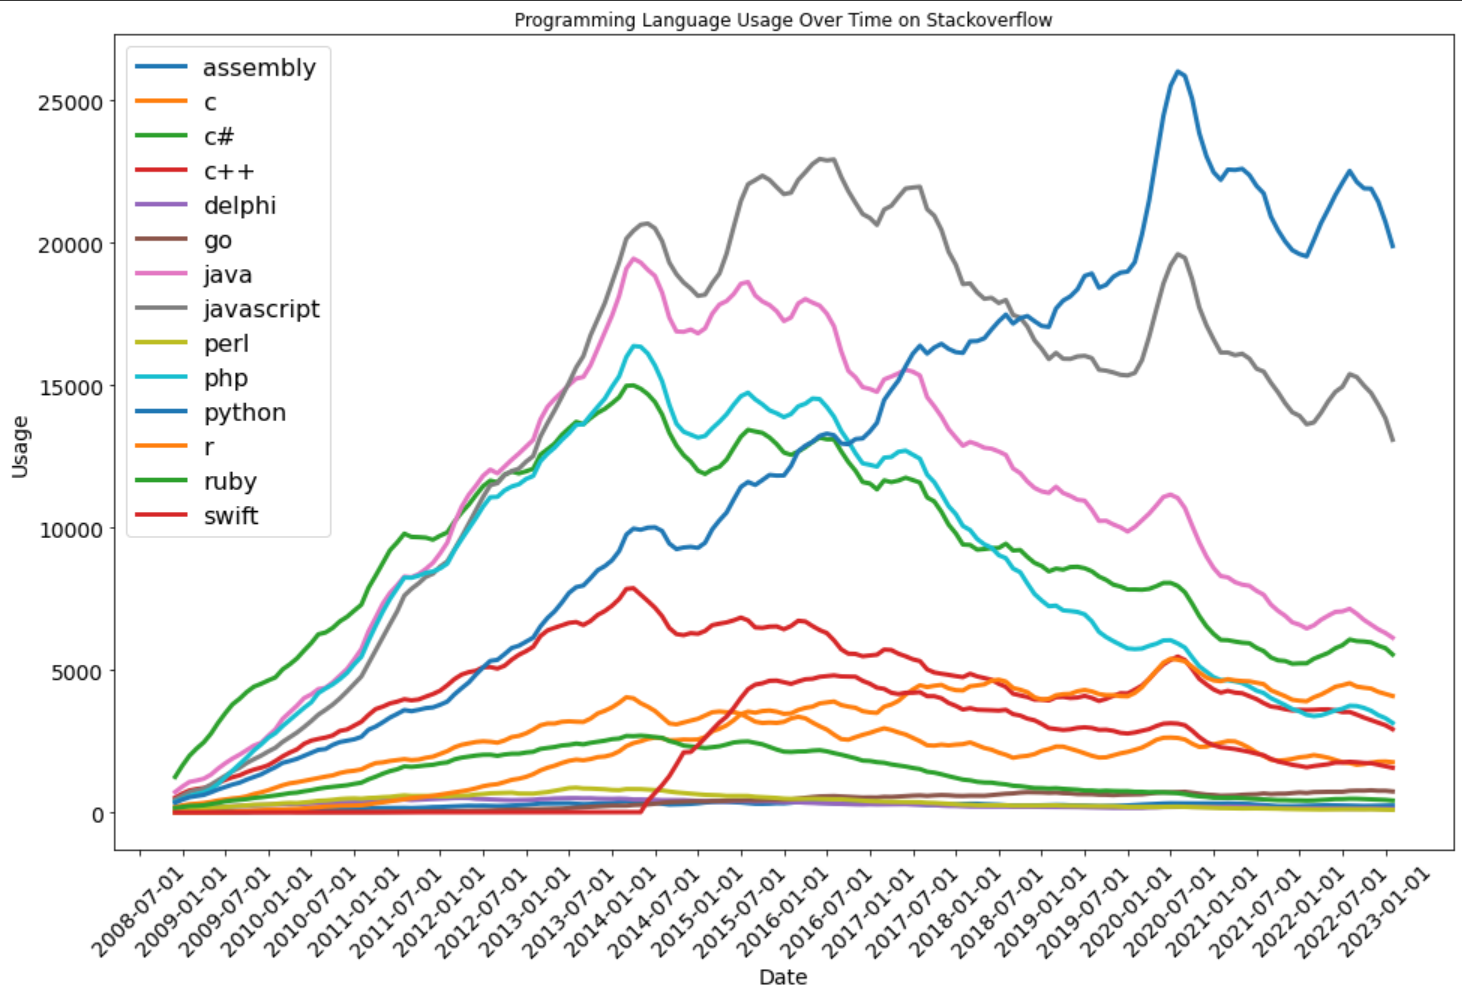 Programming Language Usage Over Time on Stackoverflow
assembly
c
c#
c++
delphi
go
java
javascript
perl
php
python
r
ruby
swift
25000
20000
15000
10000
5000
0
Usage
2008-07-01
2009-01-01
2009-07-01
2010-01-01
2010-07-01
2011-01-01
2011-07-01
2012-01-01
2012-07-01
2013-01-01
2013-07-01
2014-01-01
2014-07-01
2015-01-01
2015-07-01
2016-01-01
2016-07-01
2017-01-01
2017-07-01
2018-01-01
2018-07-01
2019-01-01
2019-07-01
2020-01-01
2020-07-01
2021-01-01
2021-07-01
2022-01-01
2022-07-01
2023-01-01
Date